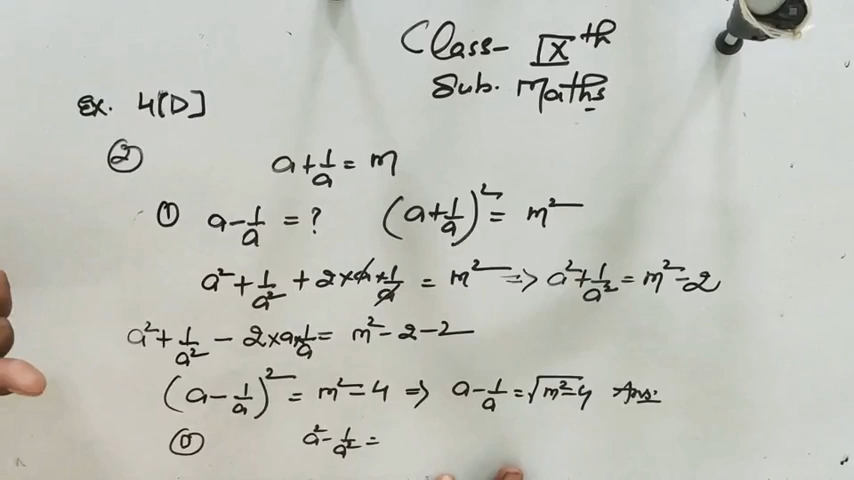 Class- IXth
Sub. Maths
Ex. 4[D]
② a+1/a = m
① a-1/a = ? (a+1/a)² = m²
a²+1/a² + 2×a×1/a = m² => a²+1/a² = m²-2
a²+1/a² - 2×a×1/a = m²-2-2
(a-1/a)² = m²-4 => a-1/a = √m²-4 Ans.
a²-1/a² =